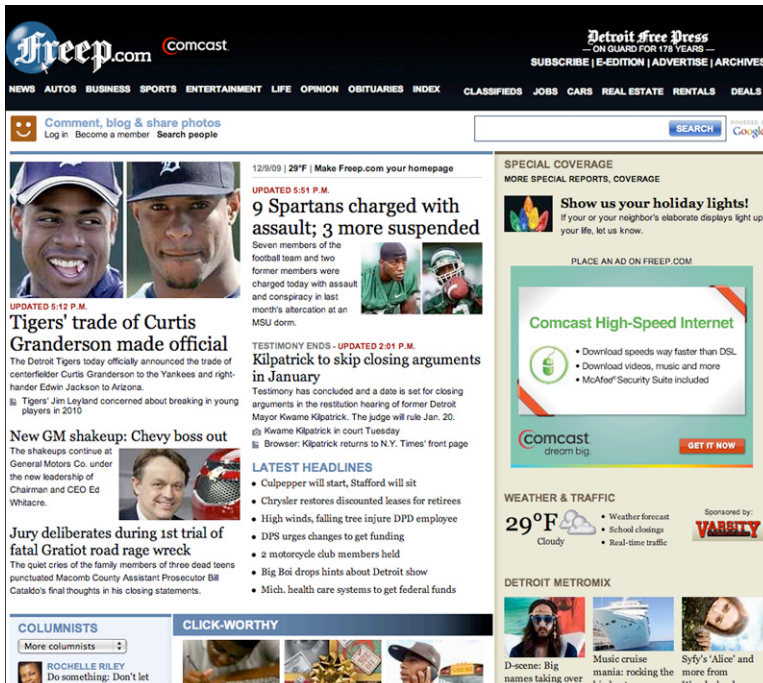 Freep.com
comcast.
Detroit Free Press
— ON GUARD FOR 178 YEARS —
SUBSCRIBE | E-EDITION | ADVERTISE | ARCHIVES
NEWS AUTOS BUSINESS SPORTS ENTERTAINMENT LIFE OPINION OBITUARIES INDEX
CLASSIFIEDS JOBS CARS REAL ESTATE RENTALS DEALS
Comment, blog & share photos
Log in Become a member Search people
SEARCH
POWERED
Google
12/9/09 | 29°F | Make Freep.com your homepage
UPDATED 5:12 P.M.
Tigers' trade of Curtis
Granderson made official
The Detroit Tigers today officially announced the trade of
centerfielder Curtis Granderson to the Yankees and right-
hander Edwin Jackson to Arizona.
Tigers' Jim Leyland concerned about breaking in young
players in 2010
New GM shakeup: Chevy boss out
The shakeups continue at
General Motors Co. under
the new leadership of
Chairman and CEO Ed
Whitacre.
Jury deliberates during 1st trial of
fatal Gratiot road rage wreck
The quiet cries of the family members of three dead teens
punctuated Macomb County Assistant Prosecutor Bill
Cataldo's final thoughts in his closing statements.
UPDATED 5:51 P.M.
9 Spartans charged with
assault; 3 more suspended
Seven members of the
football team and two
former members were
charged today with assault
and conspiracy in last
month's altercation at an
MSU dorm.
TESTIMONY ENDS - UPDATED 2:01 P.M.
Kilpatrick to skip closing arguments
in January
Testimony has concluded and a date is set for closing
arguments in the restitution hearing of former Detroit
Mayor Kwame Kilpatrick. The judge will rule Jan. 20.
Kwame Kilpatrick in court Tuesday
Browser: Kilpatrick returns to N.Y. Times' front page
LATEST HEADLINES
• Culpepper will start, Stafford will sit
• Chrysler restores discounted leases for retirees
• High winds, falling tree injure DPD employee
• DPS urges changes to get funding
• 2 motorcycle club members held
• Big Boi drops hints about Detroit show
• Mich. health care systems to get federal funds
COLUMNISTS
More columnists
ROCHELLE RILEY
Do something: Don't let
CLICK-WORTHY
SPECIAL COVERAGE
MORE SPECIAL REPORTS, COVERAGE
Show us your holiday lights!
If your or your neighbor's elaborate displays light up
your life, let us know.
PLACE AN AD ON FREEP.COM
Comcast High-Speed Internet
• Download speeds way faster than DSL
• Download videos, music and more
• McAfee® Security Suite included
comcast.
dream big.
GET IT NOW
WEATHER & TRAFFIC
29°F
Cloudy
• Weather forecast
• School closings
• Real-time traffic
Sponsored by:
VARSITY
DETROIT METROMIX
D-scene: Big
names taking over
Music cruise
mania: rocking the
Syfy's 'Alice' and
more from